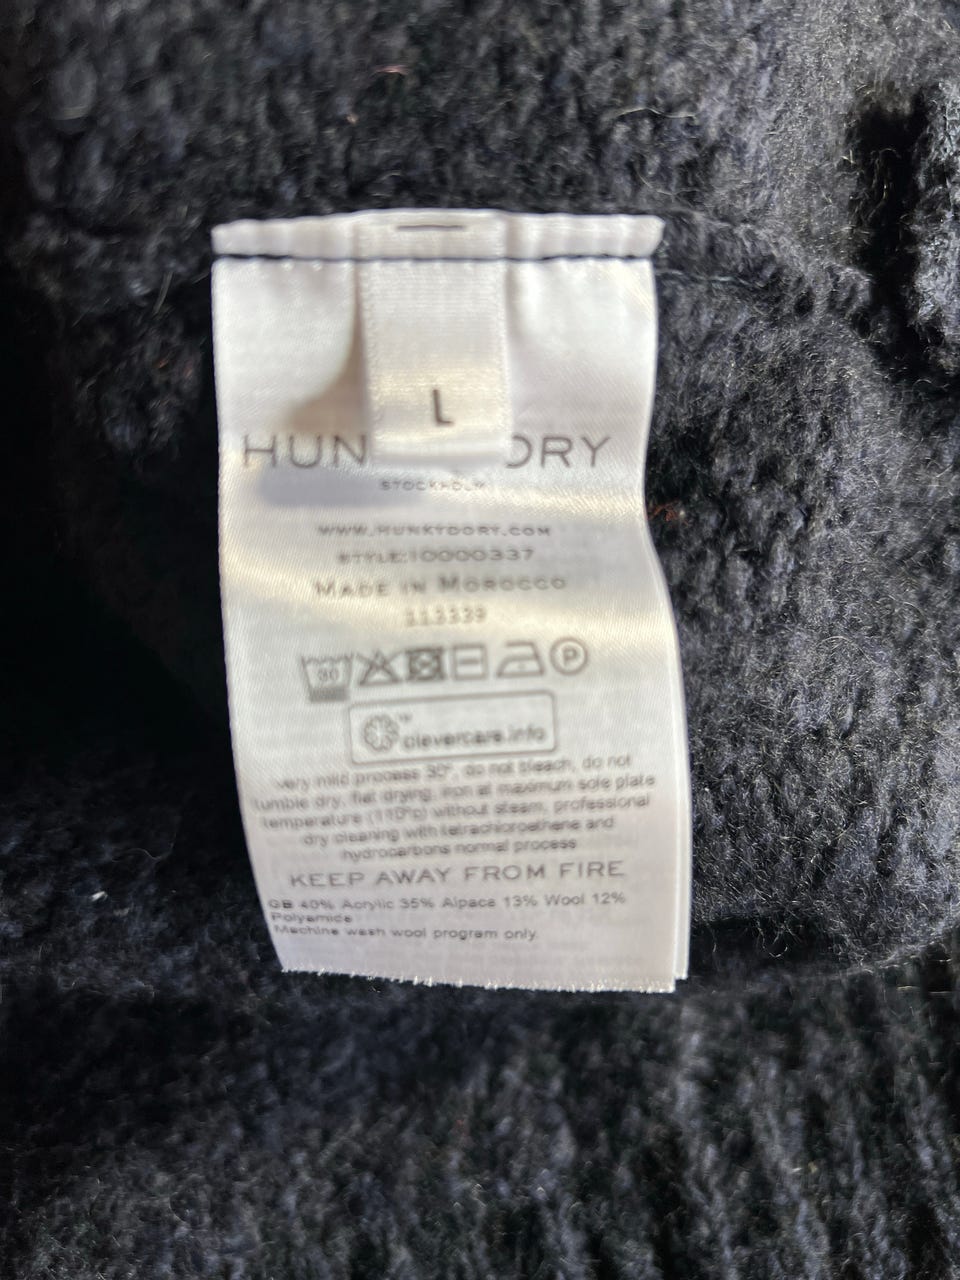 L
HUN DORY
STOCKHOLM
WWW.HUNKYDORY.COM
STYLE:10000337
MADE IN MOROCCO
113339
30 P
clevercare.info
very mild process 30°, do not bleach, do not
tumble dry, flat drying, iron at maximum sole plate
temperature (110°c) without steam, professional
dry cleaning with tetrachloroethene and
hydrocarbons normal process
KEEP AWAY FROM FIRE
GB 40% Acrylic 35% Alpaca 13% Wool 12%
Polyamide
Machine wash wool program only.